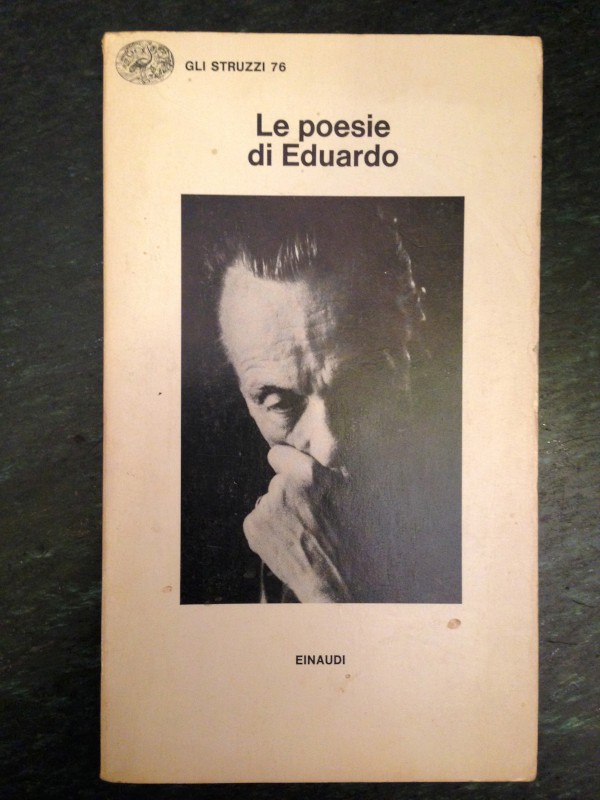 GLI STRUZZI 76
Le poesie
di Eduardo
EINAUDI